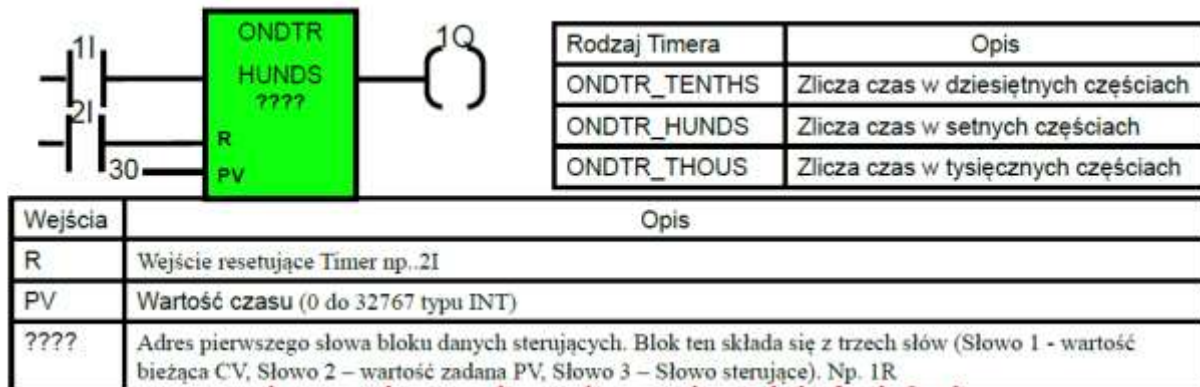 1I
ONDTR
1Q
HUNDS
????
2I
R
30
PV
Rodzaj Timera Opis
ONDTR_TENTHS Zlicza czas w dziesiętnych częściach
ONDTR_HUNDS Zlicza czas w setnych częściach
ONDTR_THOUS Zlicza czas w tysięcznych częściach
Wejścia Opis
R Wejście resetujące Timer np..2I
PV Wartość czasu (0 do 32767 typu INT)
???? Adres pierwszego słowa bloku danych sterujących. Blok ten składa się z trzech słów (Słowo 1 - wartość
bieżąca CV, Słowo 2 – wartość zadana PV, Słowo 3 – Słowo sterujące). Np. 1R